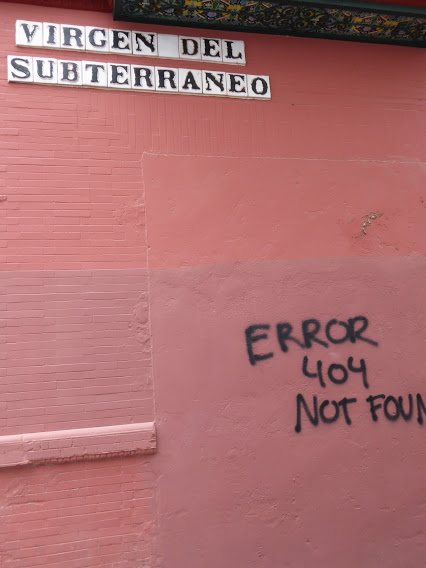 VIRGEN DEL
SUBTERRANEO
ERROR
404
NOT FOUN